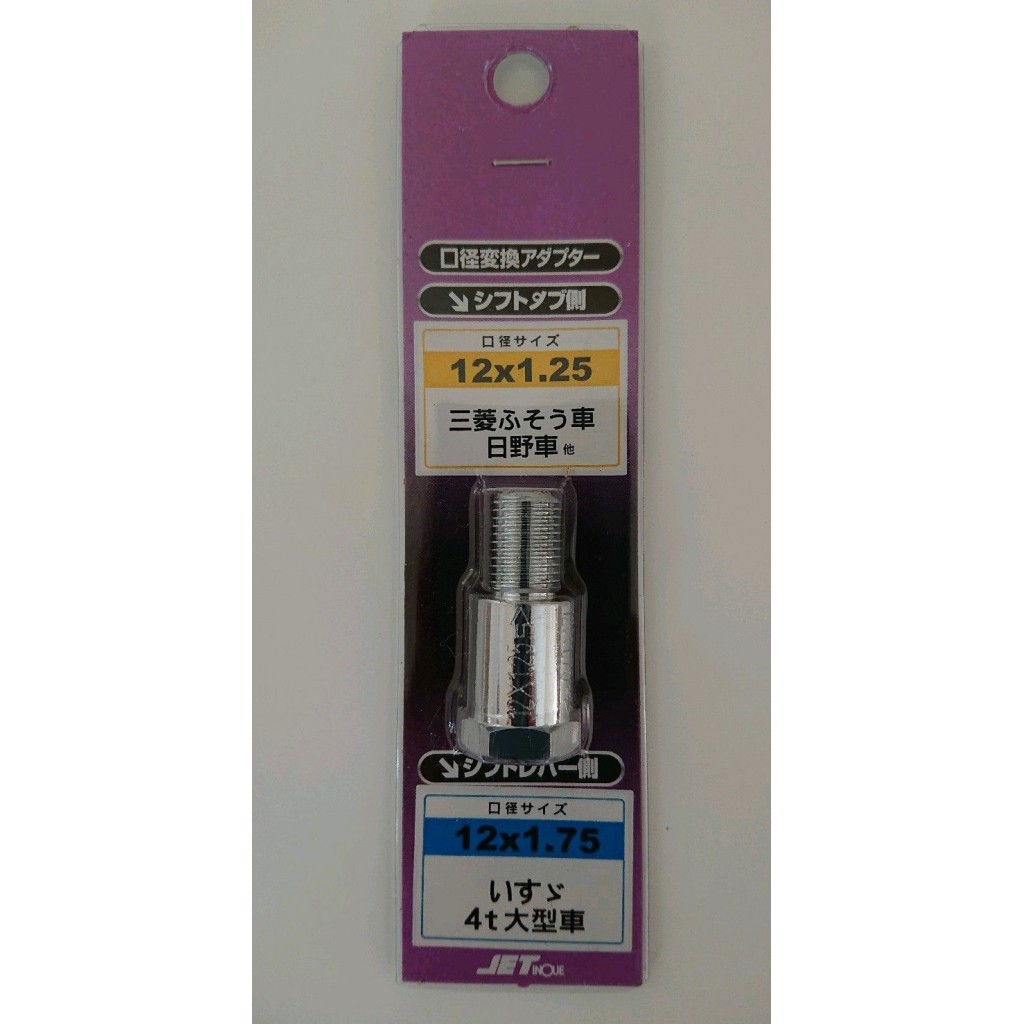 口径変換アダプター
↘シフトダブ側
口径サイズ
12x1.25
三菱ふそう車
日野車 他
↘シフトレバー側
口径サイズ
12x1.75
いすゞ
4t大型車
JET INOUE